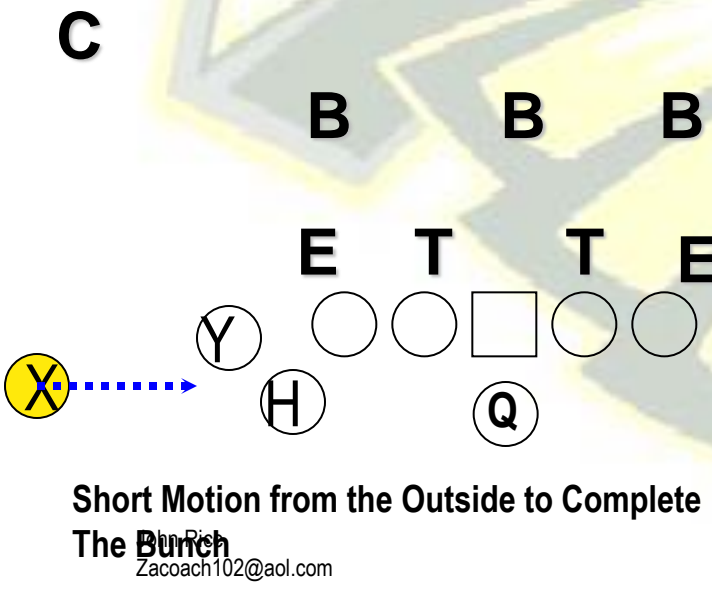 C
B B B
E T T E
Y
X
H Q
Short Motion from the Outside to Complete
The Bunch
John Rice
Zacoach102@aol.com